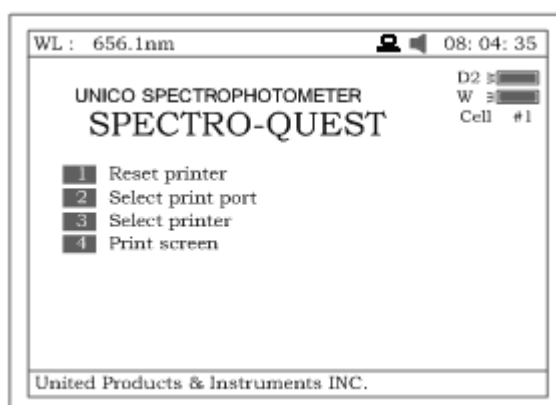 WL : 656.1nm 08: 04: 35
D2
UNICO SPECTROPHOTOMETER W
SPECTRO-QUEST Cell #1
1 Reset printer
2 Select print port
3 Select printer
4 Print screen
United Products & Instruments INC.